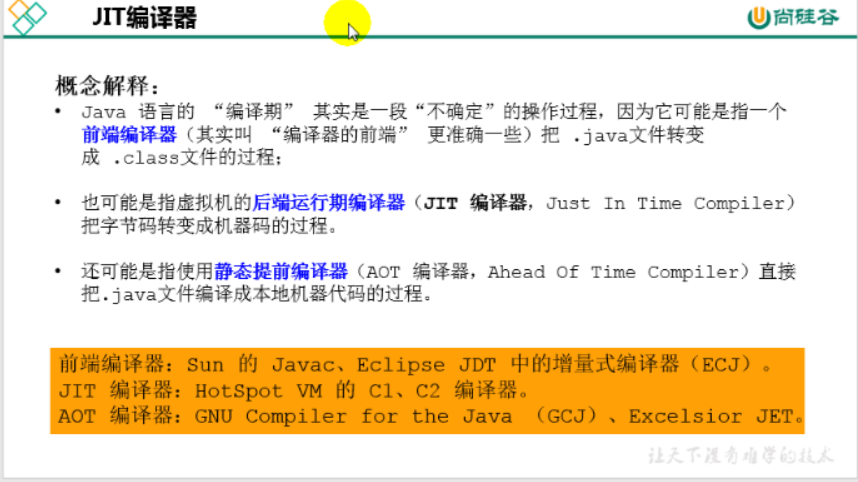 JIT编译器
尚硅谷
概念解释：
• Java 语言的 “编译期” 其实是一段“不确定”的操作过程，因为它可能是指一个
前端编译器（其实叫 “编译器的前端” 更准确一些）把 .java文件转变
成 .class文件的过程；
• 也可能是指虚拟机的后端运行期编译器（JIT 编译器，Just In Time Compiler）
把字节码转变成机器码的过程。
• 还可能是指使用静态提前编译器（AOT 编译器，Ahead Of Time Compiler）直接
把.java文件编译成本地机器代码的过程。
前端编译器：Sun 的 Javac、Eclipse JDT 中的增量式编译器（ECJ）。
JIT 编译器：HotSpot VM 的 C1、C2 编译器。
AOT 编译器：GNU Compiler for the Java （GCJ）、Excelsior JET。
让天下没有难学的技术